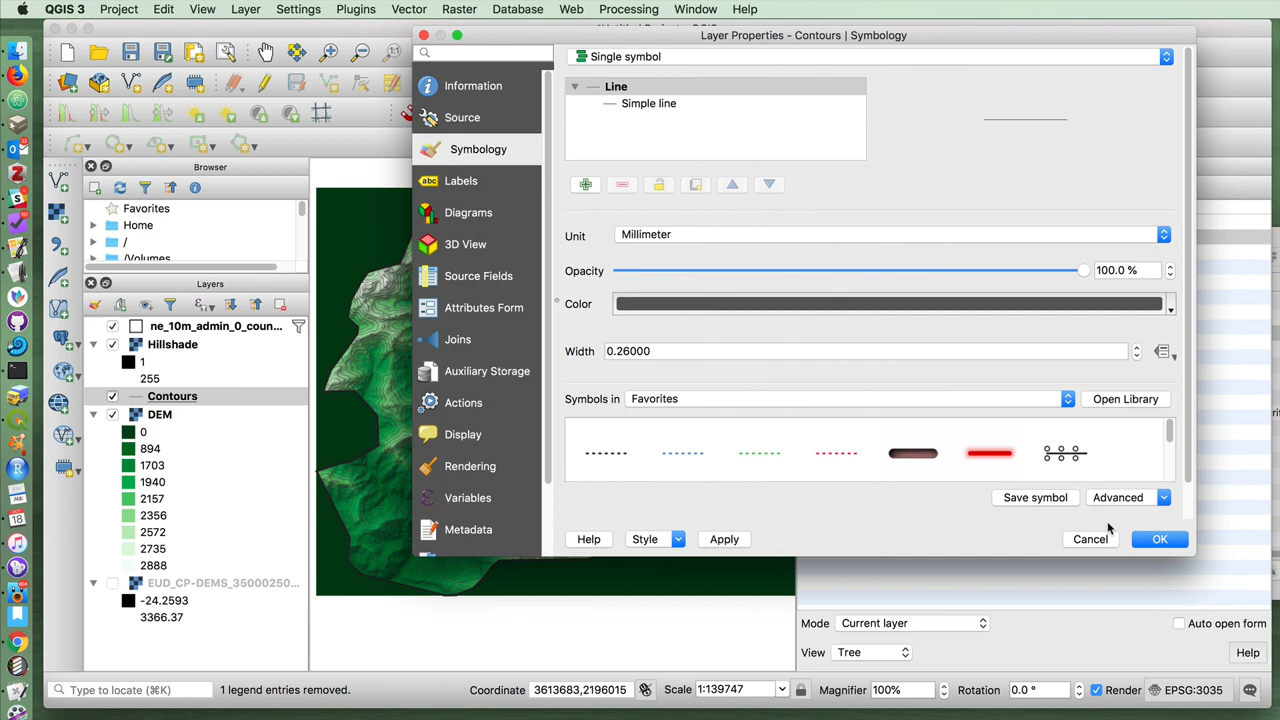 QGIS 3 Project Edit View Layer Settings Plugins Vector Raster Database Web Processing Window Help
Layer Properties - Contours | Symbology
Single symbol
Information
Source
Symbology
Labels
Diagrams
3D View
Source Fields
Attributes Form
Joins
Auxiliary Storage
Actions
Display
Rendering
Variables
Metadata
Line
Simple line
Unit Millimeter
Opacity 100.0 %
Color
Width 0.26000
Symbols in Favorites Open Library
Save symbol Advanced
Help Style Apply Cancel OK
Browser
Favorites
Home
/
/Volumes
Layers
ne_10m_admin_0_coun...
Hillshade
1
255
Contours
DEM
0
894
1703
1940
2157
2356
2572
2735
2888
EUD_CP-DEMS_35000250...
-24.2593
3366.37
Mode Current layer Auto open form
View Tree Help
Type to locate (⌘K) 1 legend entries removed. Coordinate 3613683,2196015 Scale 1:139747 Magnifier 100% Rotation 0.0 ° Render EPSG:3035